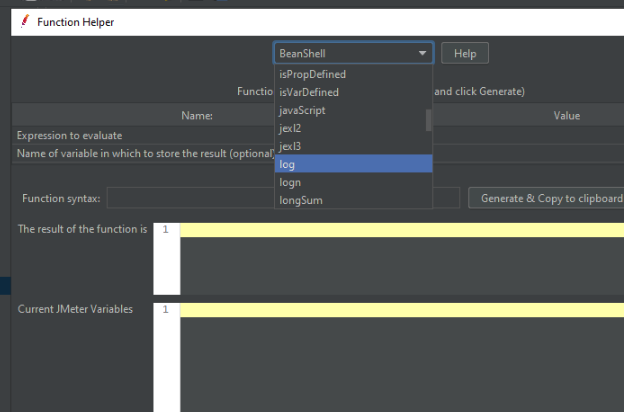 Function Helper
BeanShell
Help
isPropDefined
isVarDefined
javaScript
jexl2
jexl3
log
logn
longSum
Functio
and click Generate)
Name:
Value
Expression to evaluate
Name of variable in which to store the result (optional)
Function syntax:
Generate & Copy to clipboard
The result of the function is
1
Current JMeter Variables
1